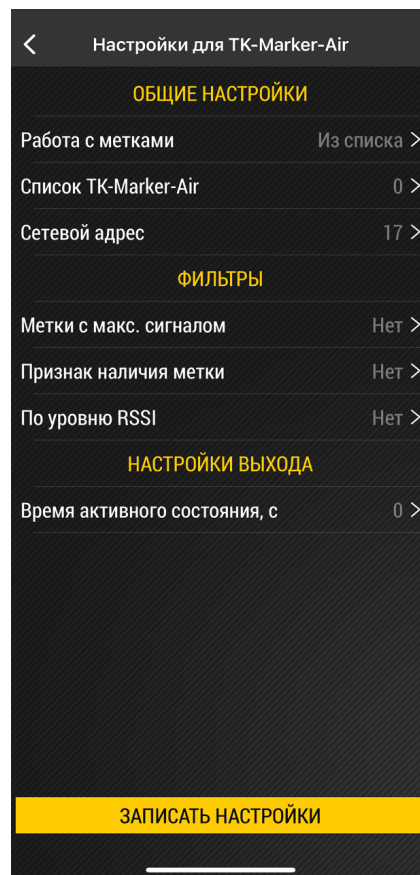 Настройки для TK-Marker-Air
ОБЩИЕ НАСТРОЙКИ
Работа с метками Из списка
Список TK-Marker-Air 0
Сетевой адрес 17
ФИЛЬТРЫ
Метки с макс. сигналом Нет
Признак наличия метки Нет
По уровню RSSI Нет
НАСТРОЙКИ ВЫХОДА
Время активного состояния, с 0
ЗАПИСАТЬ НАСТРОЙКИ